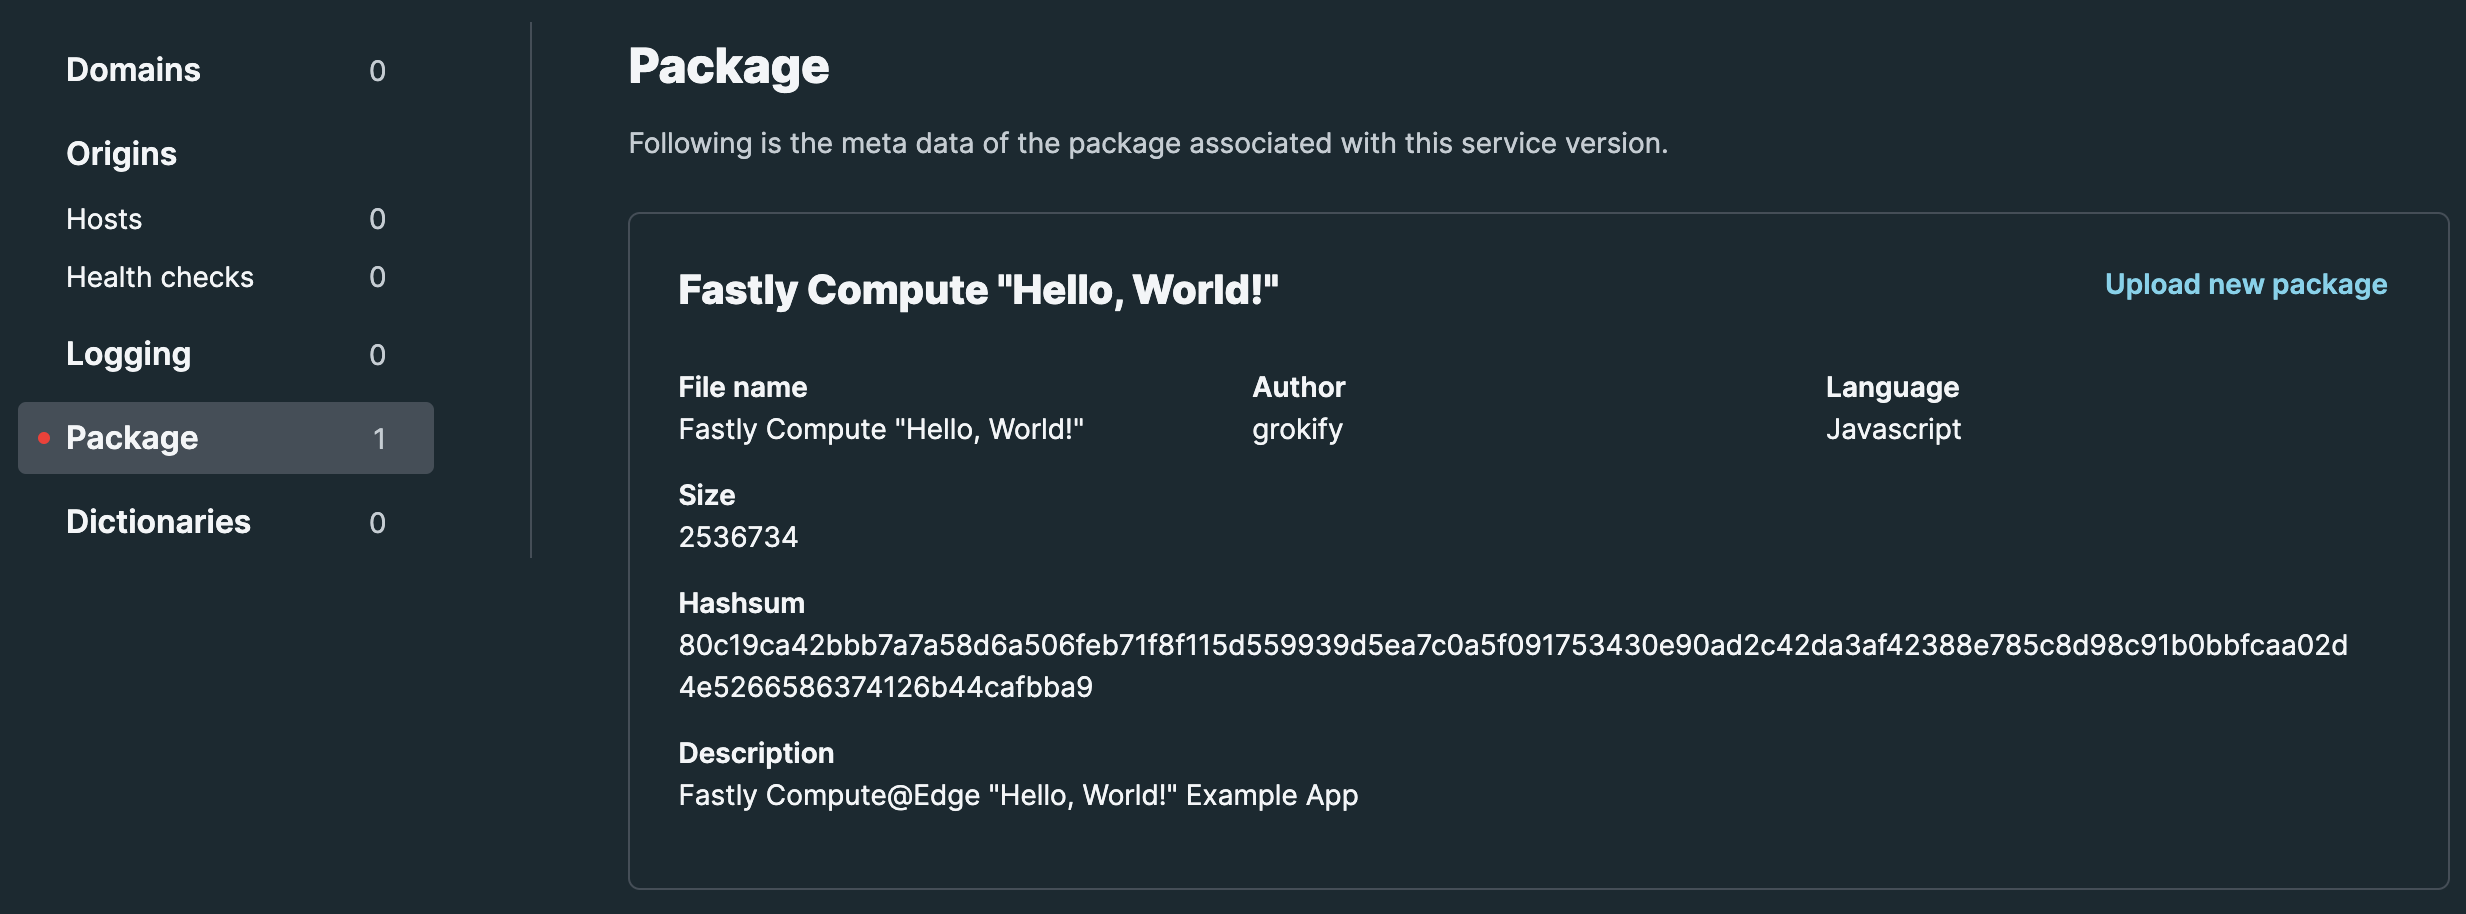 Domains 0
Origins
Hosts 0
Health checks 0
Logging 0
Package 1
Dictionaries 0
Package
Following is the meta data of the package associated with this service version.
Fastly Compute "Hello, World!"
Upload new package
File name
Fastly Compute "Hello, World!"
Author
grokify
Language
Javascript
Size
2536734
Hashsum
80c19ca42bbb7a7a58d6a506feb71f8f115d559939d5ea7c0a5f091753430e90ad2c42da3af42388e785c8d98c91b0bbfcaa02d
4e5266586374126b44cafbba9
Description
Fastly Compute@Edge "Hello, World!" Example App